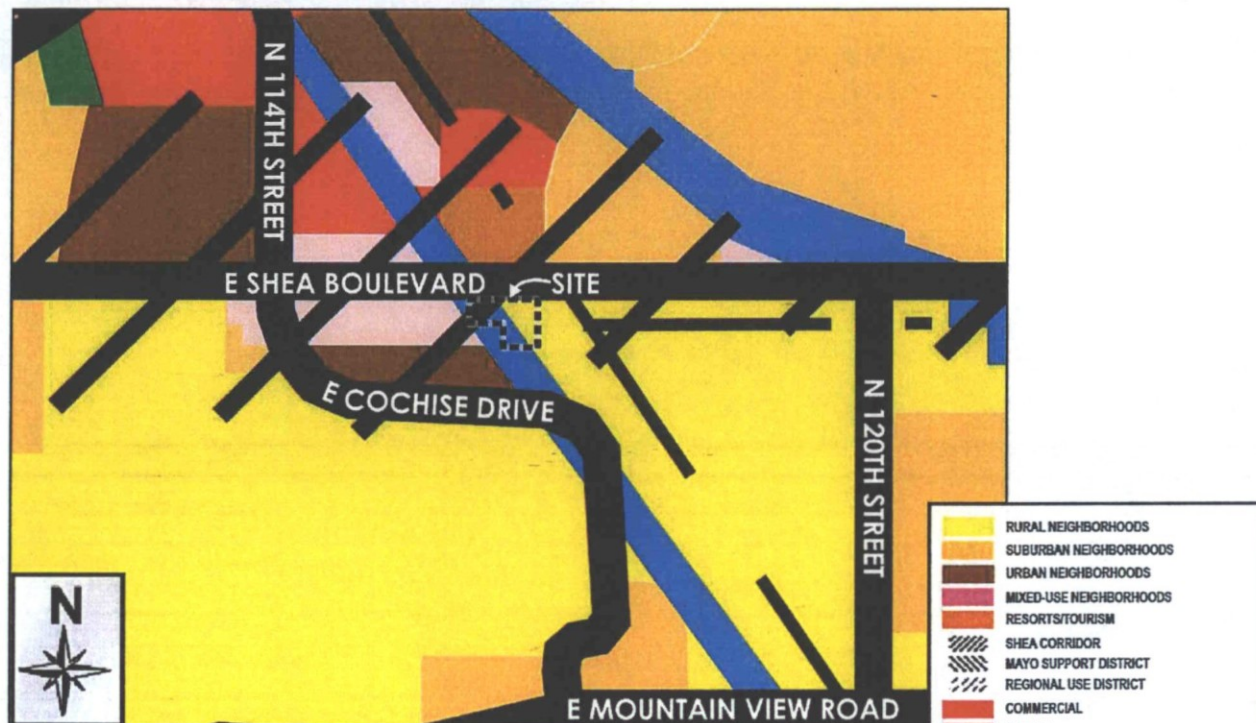 N 114TH STREET
E SHEA BOULEVARD
SITE
E COCHISE DRIVE
N 120TH STREET
E MOUNTAIN VIEW ROAD
N
RURAL NEIGHBORHOODS
SUBURBAN NEIGHBORHOODS
URBAN NEIGHBORHOODS
MIXED-USE NEIGHBORHOODS
RESORTS/TOURISM
SHEA CORRIDOR
MAYO SUPPORT DISTRICT
REGIONAL USE DISTRICT
COMMERCIAL